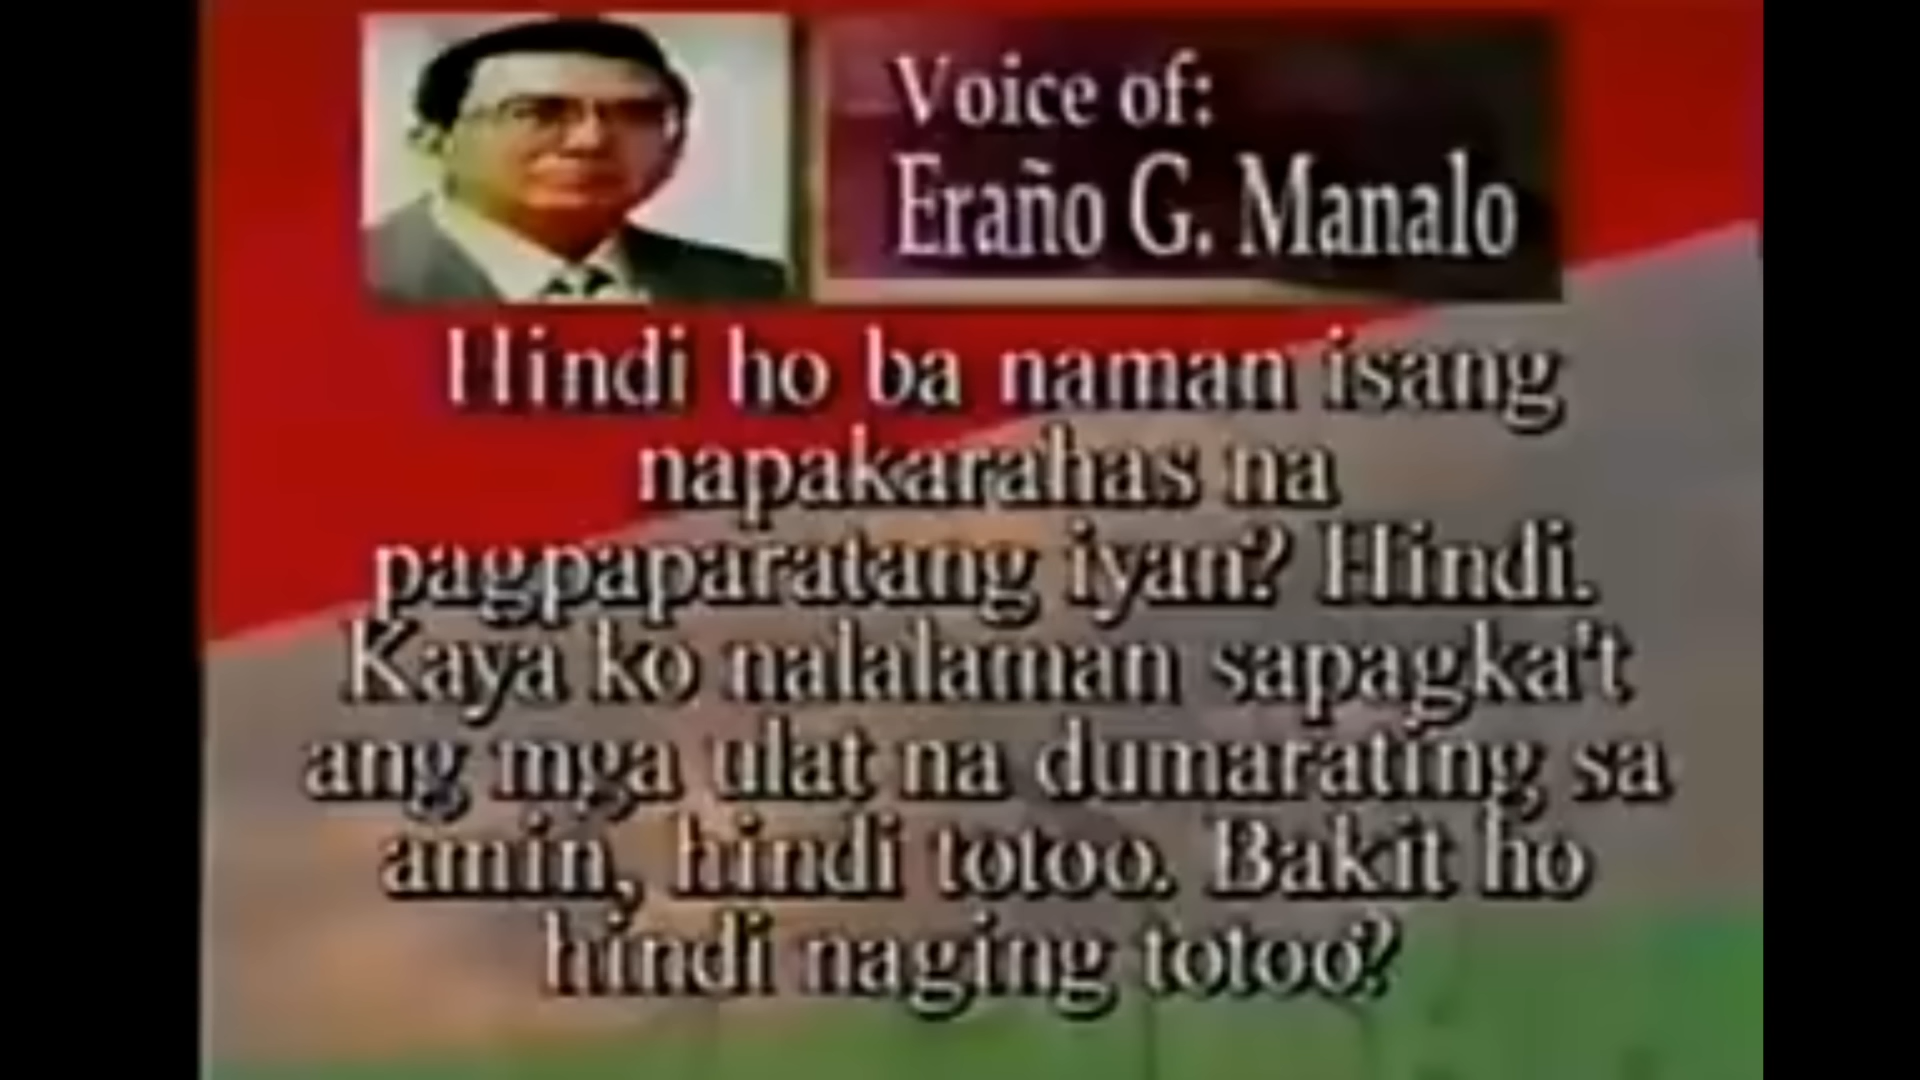 Voice of:
Eraño G. Manalo
Hindi ho ba naman isang
napakarahas na
pagpaparatang iyan? Hindi.
Kaya ko nalalaman sapagka't
ang mga ulat na dumarating sa
amin, hindi totoo. Bakit ho
hindi naging totoo?